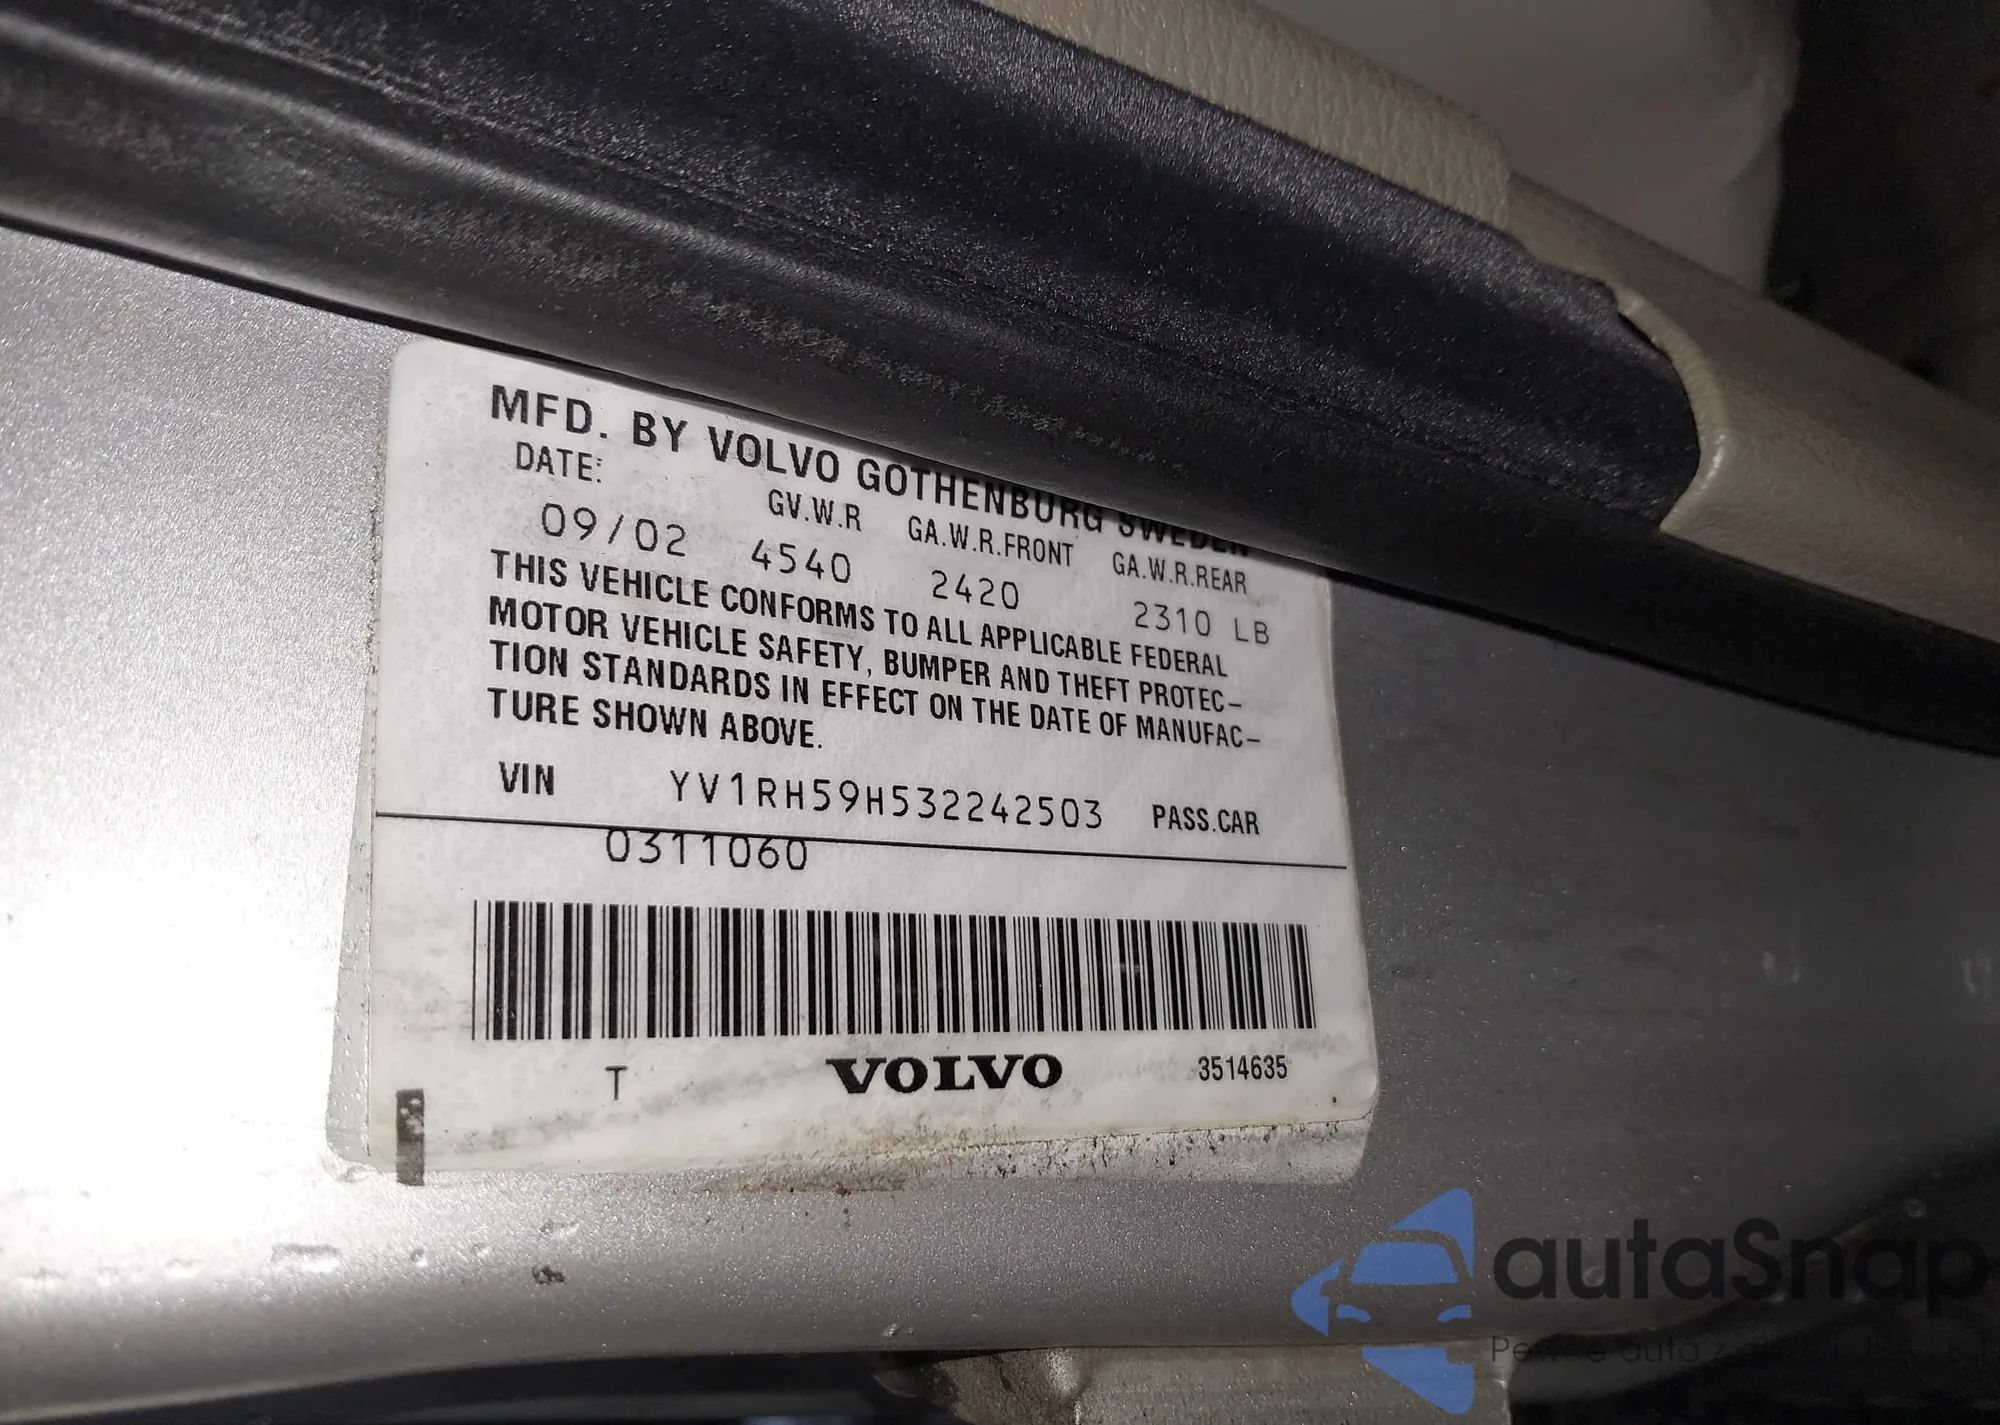 MFD. BY VOLVO GOTHENBURG SWEDEN
DATE: GV.W.R GA.W.R.FRONT GA.W.R.REAR
09/02 4540 2420 2310 LB
THIS VEHICLE CONFORMS TO ALL APPLICABLE FEDERAL
MOTOR VEHICLE SAFETY, BUMPER AND THEFT PROTEC-
TION STANDARDS IN EFFECT ON THE DATE OF MANUFAC-
TURE SHOWN ABOVE.
VIN YV1RH59H532242503 PASS.CAR
0311060
T VOLVO 3514635
autaSnap
auta z